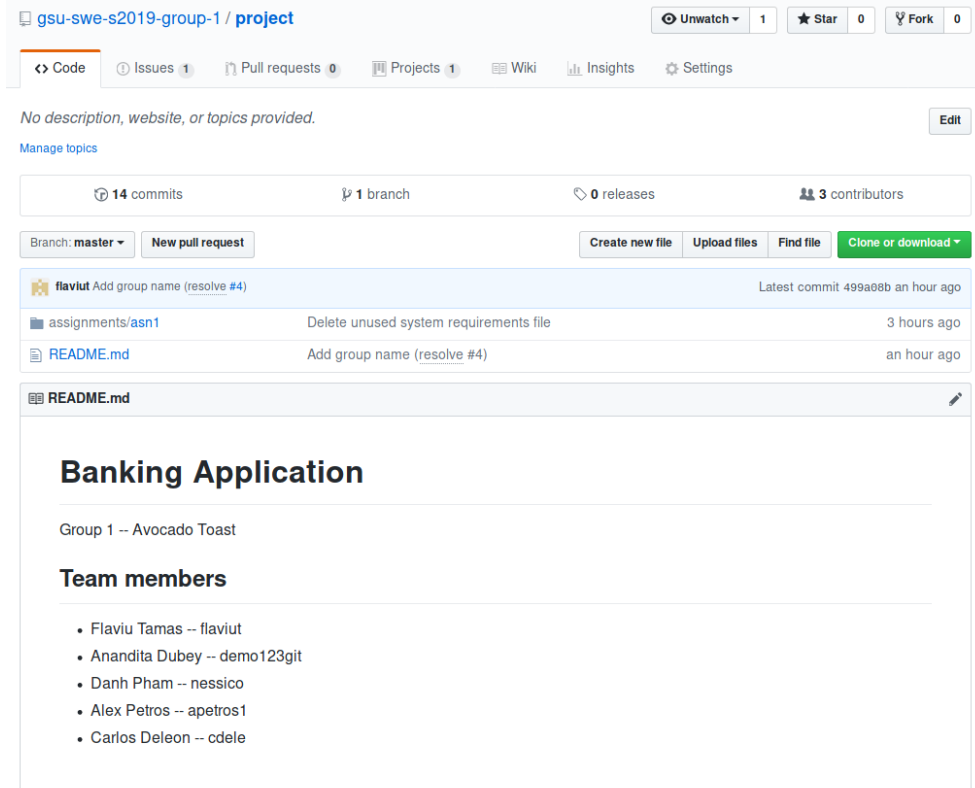 gsu-swe-s2019-group-1 / project Unwatch 1 Star 0 Fork 0
Code Issues 1 Pull requests 0 Projects 1 Wiki Insights Settings
No description, website, or topics provided. Edit
Manage topics
14 commits 1 branch 0 releases 3 contributors
Branch: master New pull request Create new file Upload files Find file Clone or download
flaviut Add group name (resolve #4) Latest commit 499a08b an hour ago
assignments/asn1 Delete unused system requirements file 3 hours ago
README.md Add group name (resolve #4) an hour ago
README.md
Banking Application
Group 1 -- Avocado Toast
Team members
• Flaviu Tamas -- flaviut
• Anandita Dubey -- demo123git
• Danh Pham -- nessico
• Alex Petros -- apetros1
• Carlos Deleon -- cdele